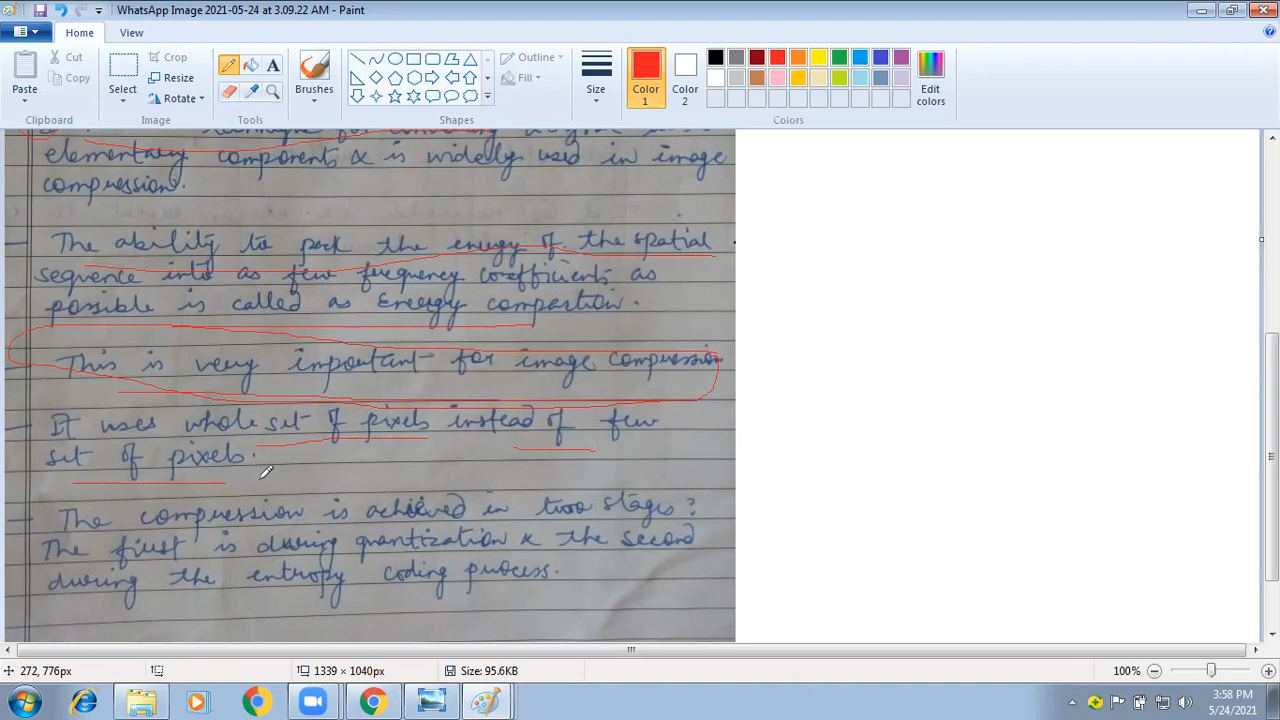 WhatsApp Image 2021-05-24 at 3.09.22 AM - Paint
Home
View
Paste
Cut
Copy
Clipboard
Select
Crop
Resize
Rotate
Image
Tools
Brushes
Shapes
Outline
Fill
Size
Color 1
Color 2
Edit colors
Colors
technique for converting a signal into
elementary components & is widely used in image
compression.
The ability to pack the energy of the spatial
sequence into as few frequency coefficients as
possible is called as Energy compaction.
This is very important for image compression
It uses whole set of pixels instead of few
set of pixels.
The compression is achieved in two stages:
The first is during quantization & the second
during the entropy coding process.
272, 776px
1339 × 1040px
Size: 95.6KB
100%
3:58 PM
5/24/2021